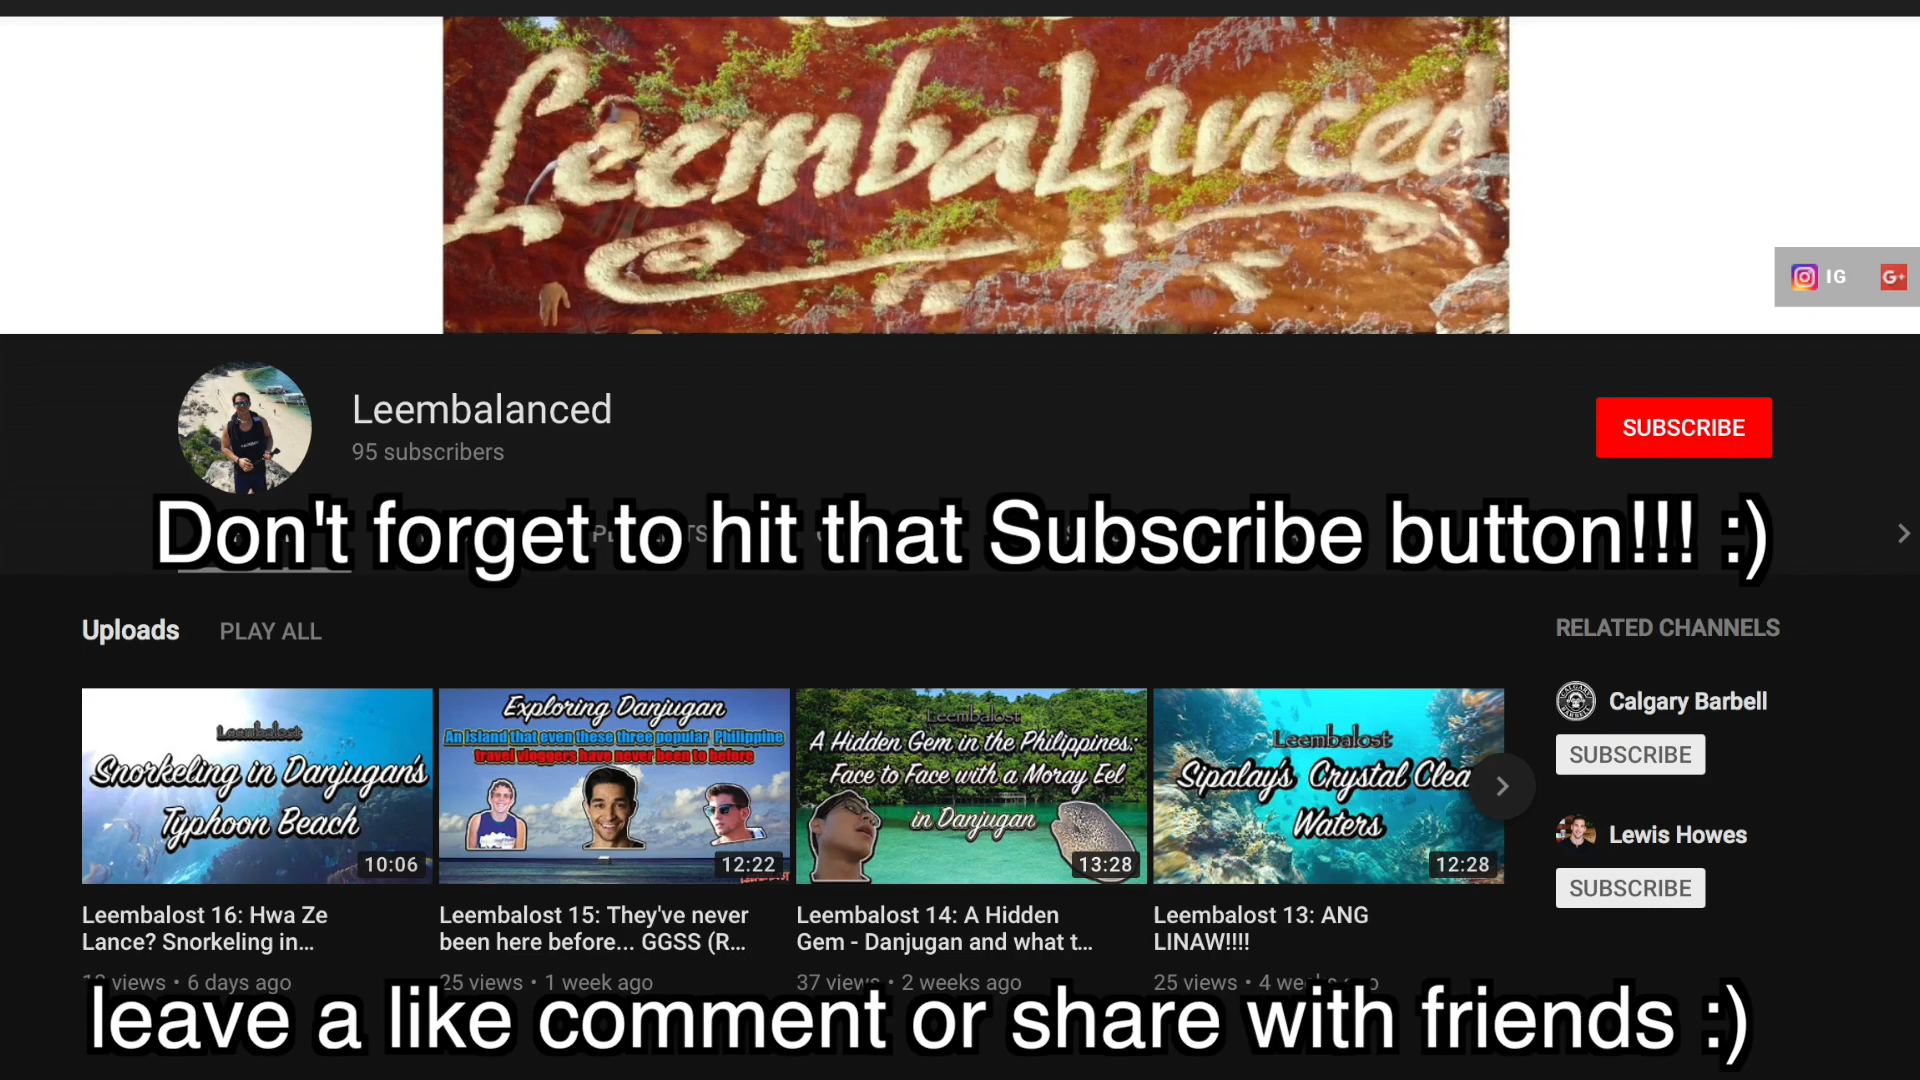 Leembalanced
IG
G+
Leembalanced
95 subscribers
SUBSCRIBE
Don't forget to hit that Subscribe button!!! :)
Uploads
PLAY ALL
RELATED CHANNELS
Leembalost
Snorkeling in Danjugan's
Typhoon Beach
10:06
Exploring Danjugan
An island that even these three popular Philippine
travel vloggers have never been to before
12:22
Leembalost
A Hidden Gem in the Philippines:
Face to Face with a Moray Eel
in Danjugan
13:28
Leembalost
Sipalay's Crystal Clea
Waters
12:28
Leembalost 16: Hwa Ze
Lance? Snorkeling in...
views • 6 days ago
Leembalost 15: They've never
been here before... GGSS (R...
25 views • 1 week ago
Leembalost 14: A Hidden
Gem - Danjugan and what t...
37 views • 2 weeks ago
Leembalost 13: ANG
LINAW!!!!
25 views • 4
Calgary Barbell
SUBSCRIBE
Lewis Howes
SUBSCRIBE
leave a like comment or share with friends :)